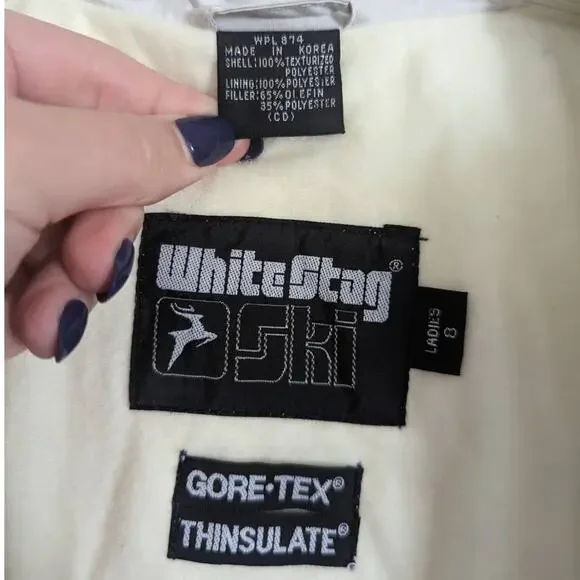 WPL 874
MADE IN KOREA
SHELL:100%TEXTURIZED
POLYESTER
LINING:100%POLYESTER
FILLER:65%OLEFIN
35%POLYESTER
(CD)
White Stag®
Ski
LADIES 8
GORE-TEX®
THINSULATE®